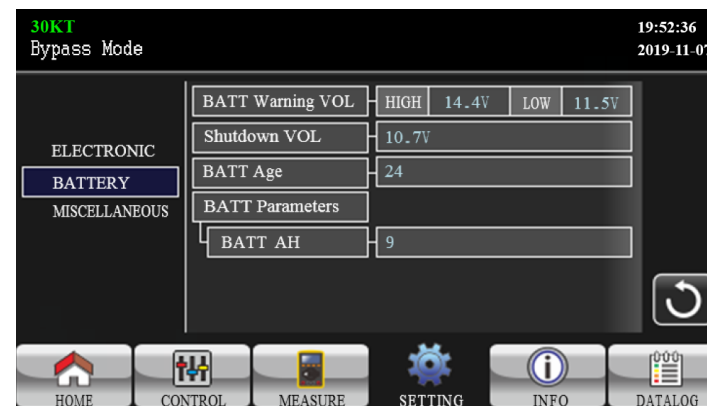 30KT
19:52:36
Bypass Mode
2019-11-07
BATT Warning VOL HIGH 14.4V LOW 11.5V
Shutdown VOL 10.7V
ELECTRONIC
BATT Age 24
BATTERY
MISCELLANEOUS
BATT Parameters
BATT AH 9
HOME CONTROL MEASURE SETTING INFO DATALOG